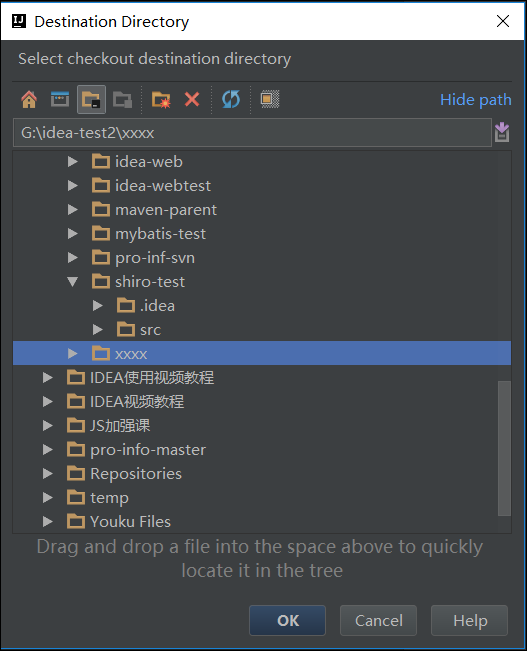 IJ Destination Directory
Select checkout destination directory
Hide path
G:\idea-test2\xxxx
idea-web
idea-webtest
maven-parent
mybatis-test
pro-inf-svn
shiro-test
.idea
src
xxxx
IDEA使用视频教程
IDEA视频教程
JS加强课
pro-info-master
Repositories
temp
Youku Files
Drag and drop a file into the space above to quickly
locate it in the tree
OK Cancel Help